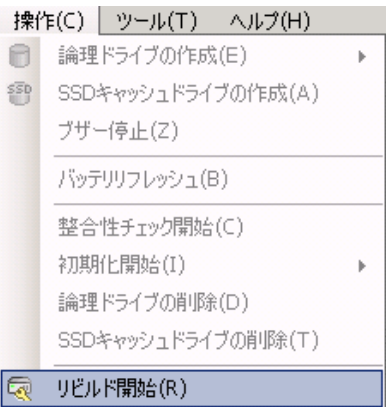 操作(C) ツール(T) ヘルプ(H)
論理ドライブの作成(E)
SSD
SSDキャッシュドライブの作成(A)
ブザー停止(Z)
バッテリリフレッシュ(B)
整合性チェック開始(C)
初期化開始(I)
論理ドライブの削除(D)
SSDキャッシュドライブの削除(T)
リビルド開始(R)